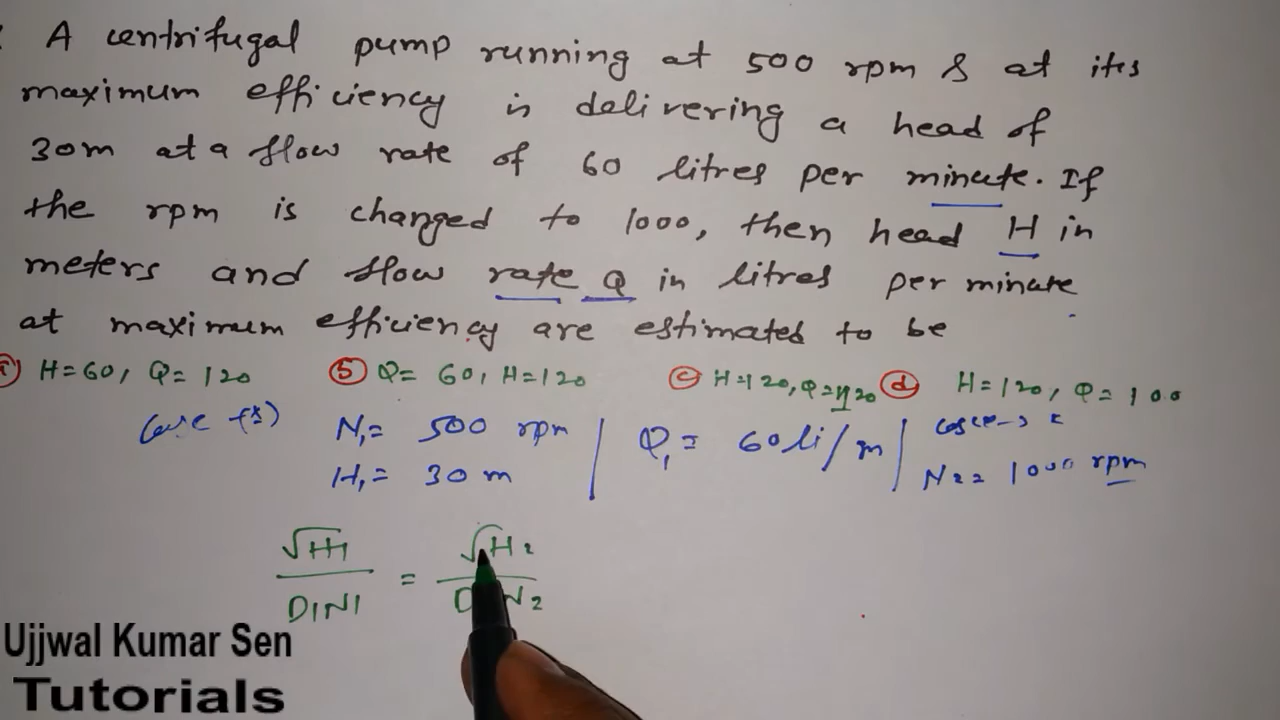 : A centrifugal pump running at 500 rpm & at its
maximum efficiency is delivering a head of
30m at a flow rate of 60 litres per minute. If
the rpm is changed to 1000, then head H in
meters and flow rate Q in litres per minute
at maximum efficiency are estimated to be
H=60, Q=120 (b) Q=60, H=120 (c) H=120, Q=120 (d) H=120, Q=100
Case N1= 500 rpm Q1= 60 li/m
H1= 30 m N2= 1000 rpm
√H1 = √H2
D1N1 N2
Ujjwal Kumar Sen
Tutorials